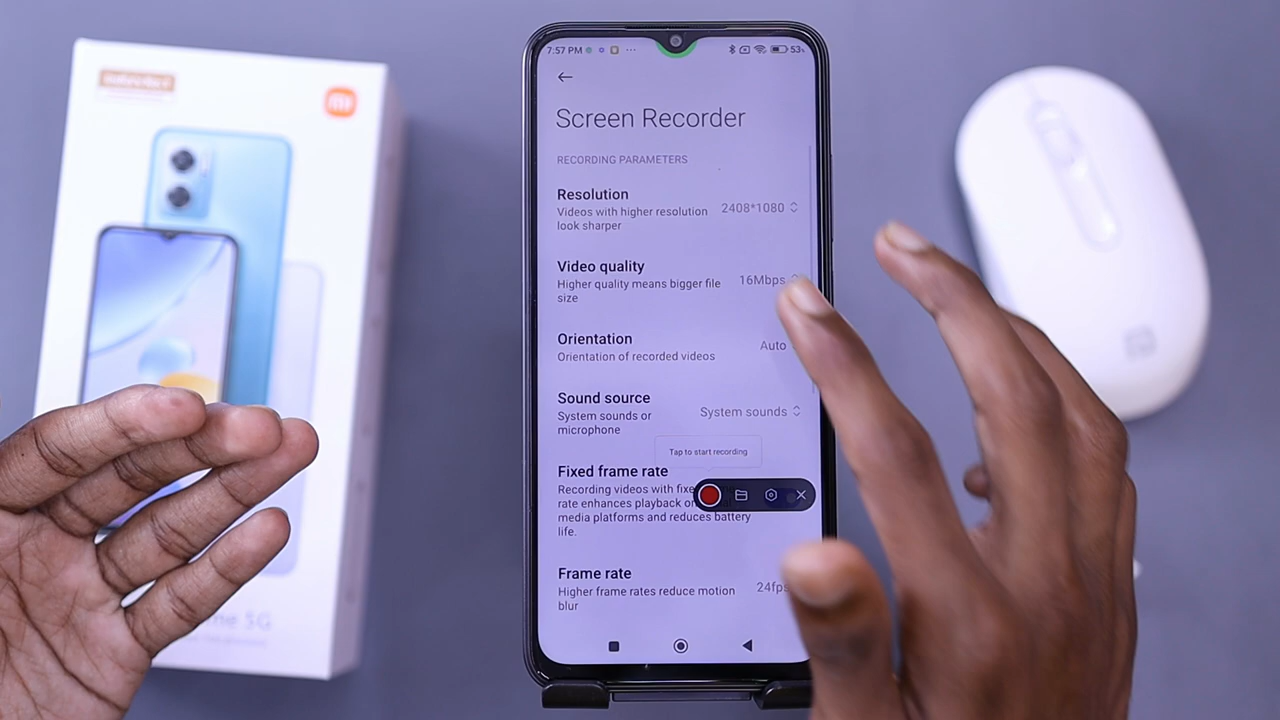 7:57 PM
53%
Screen Recorder
RECORDING PARAMETERS
Resolution
Videos with higher resolution
look sharper
2408*1080
Video quality
Higher quality means bigger file
size
16Mbps
Orientation
Orientation of recorded videos
Auto
Sound source
System sounds or
microphone
System sounds
Tap to start recording
Fixed frame rate
Recording videos with fixe
rate enhances playback on
media platforms and reduces battery
life.
Frame rate
Higher frame rates reduce motion
blur
24fps
5G